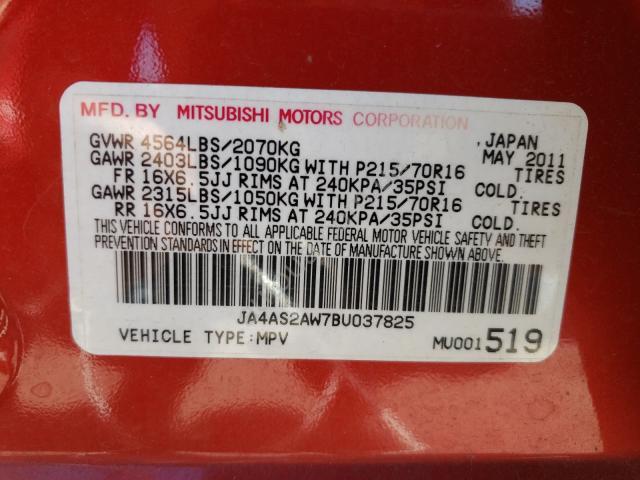 MFD. BY MITSUBISHI MOTORS CORPORATION
GVWR 4564LBS/2070KG JAPAN MAY 2011
GAWR 2403LBS/1090KG WITH P215/70R16 TIRES
FR 16X6.5JJ RIMS AT 240KPA/35PSI COLD.
GAWR 2315LBS/1050KG WITH P215/70R16 TIRES
RR 16X6.5JJ RIMS AT 240KPA/35PSI COLD.
THIS VEHICLE CONFORMS TO ALL APPLICABLE FEDERAL MOTOR VEHICLE SAFETY AND THEFT
PREVENTION STANDARDS IN EFFECT ON THE DATE OF MANUFACTURE SHOWN ABOVE.
JA4AS2AW7BU037825
VEHICLE TYPE:MPV MU001519